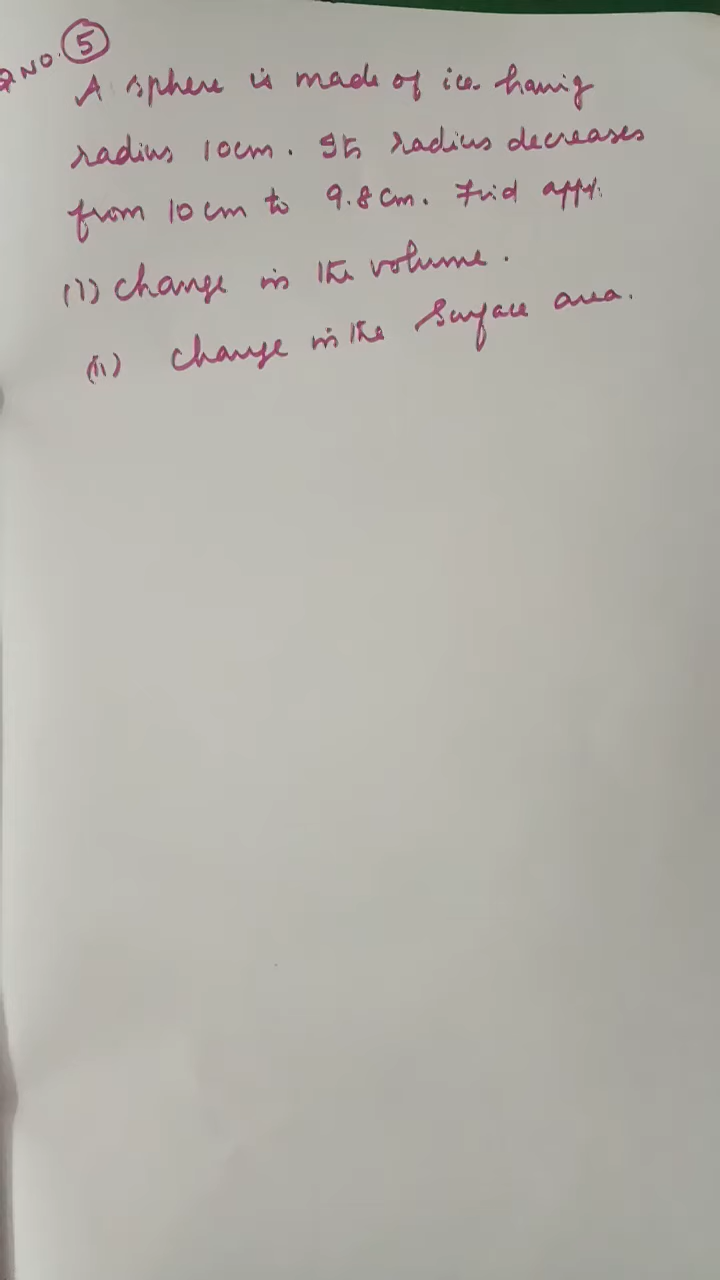 Q NO. 5
A sphere is made of ice having
radius 10cm. Its radius decreases
from 10 cm to 9.8 cm. Find appx.
(i) change in the volume.
(ii) change in the surface area.